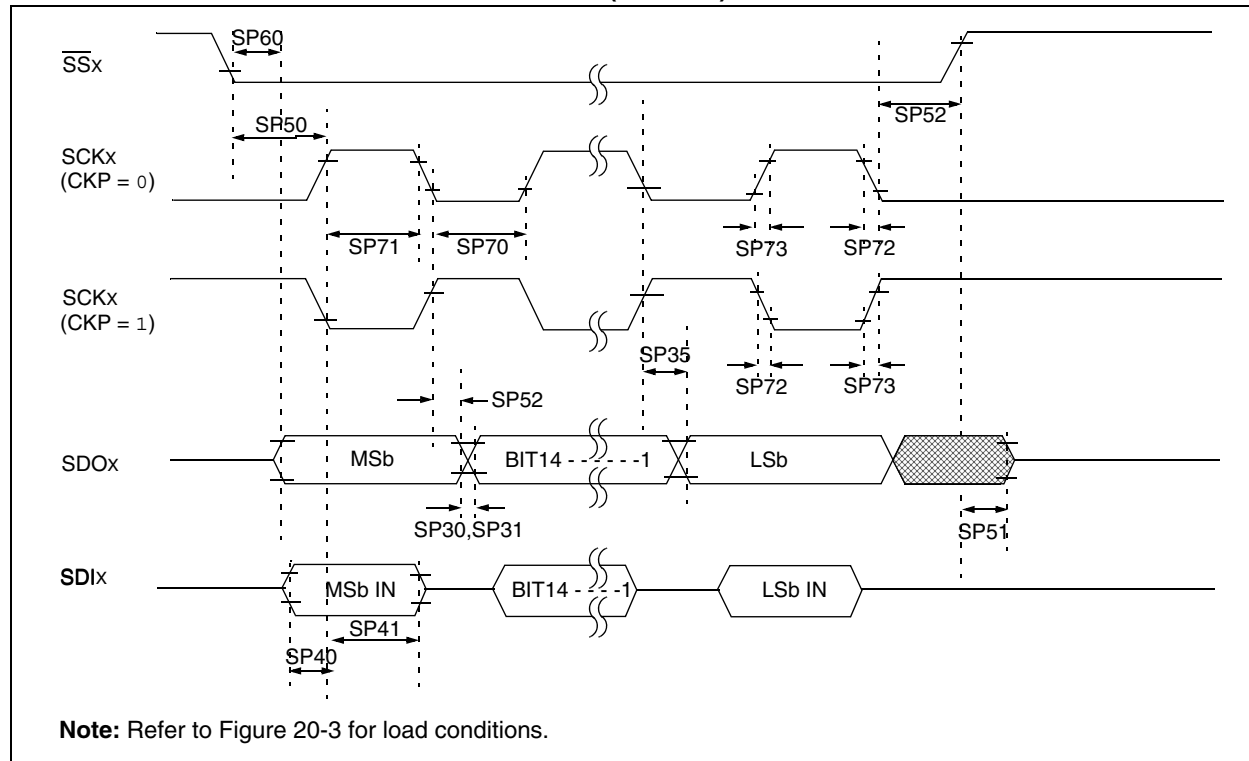 SP60
SSx
SP52
SP50
SCKx
(CKP = 0)
SP71 SP70 SP73 SP72
SCKx
(CKP = 1)
SP35
SP72 SP73
SP52
SDOx MSb BIT14 - - - - - -1 LSb
SP30,SP31 SP51
SDIx MSb IN BIT14 - - - -1 LSb IN
SP41
SP40
Note: Refer to Figure 20-3 for load conditions.